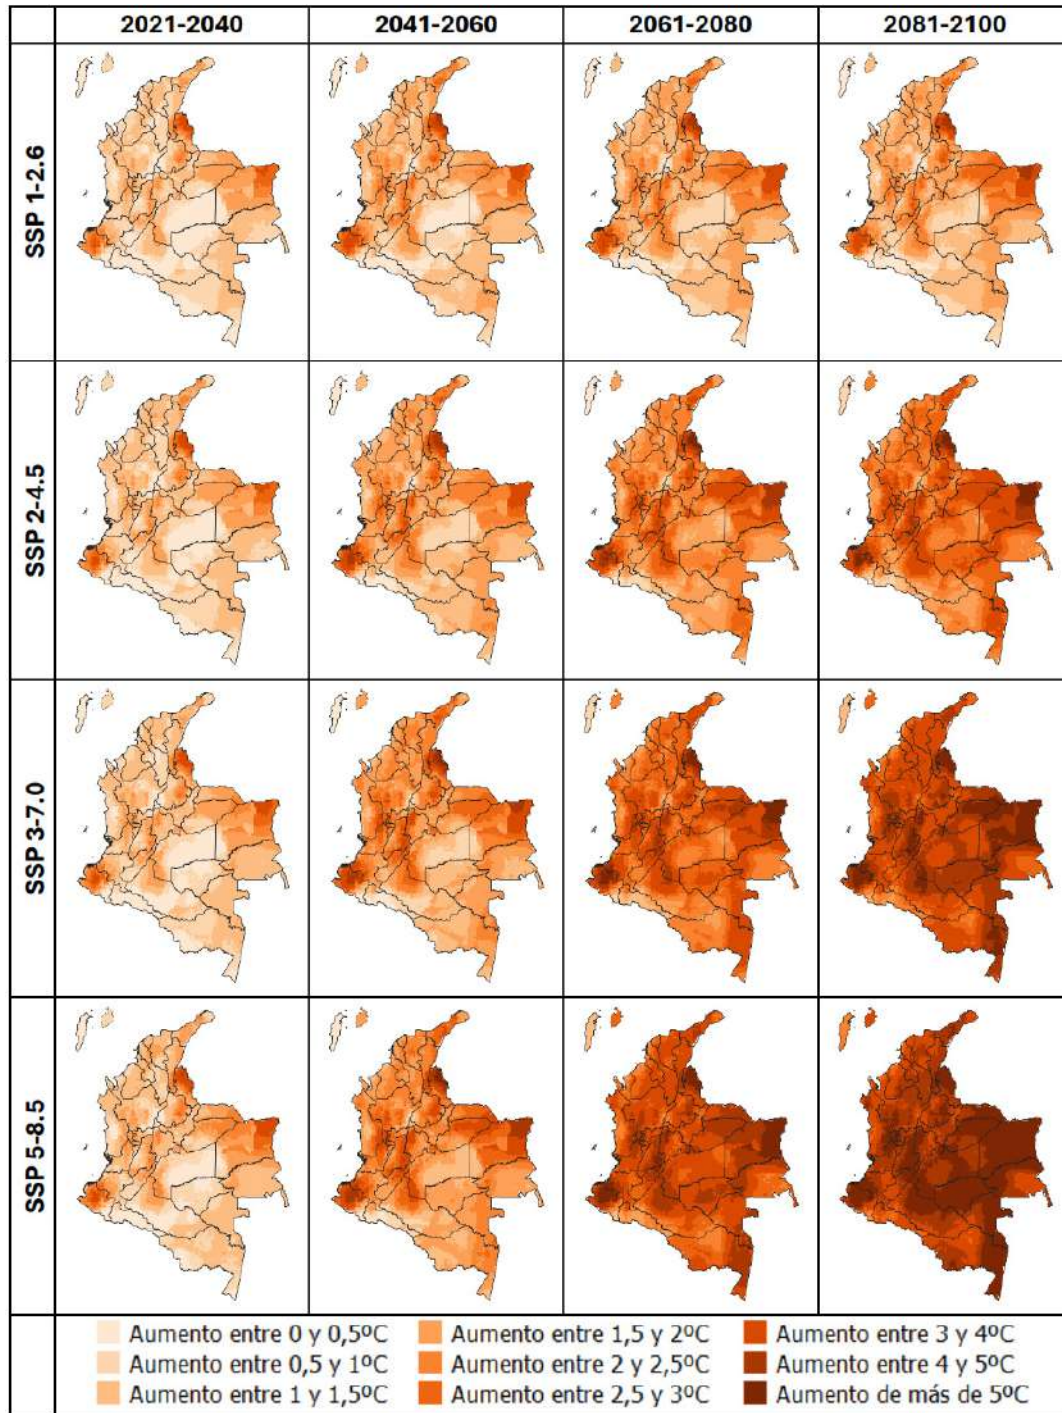 2021-2040 2041-2060 2061-2080 2081-2100
SSP 1-2.6
SSP 2-4.5
SSP 3-7.0
SSP 5-8.5
Aumento entre 0 y 0,5ºC Aumento entre 1,5 y 2ºC Aumento entre 3 y 4ºC
Aumento entre 0,5 y 1ºC Aumento entre 2 y 2,5ºC Aumento entre 4 y 5ºC
Aumento entre 1 y 1,5ºC Aumento entre 2,5 y 3ºC Aumento de más de 5ºC